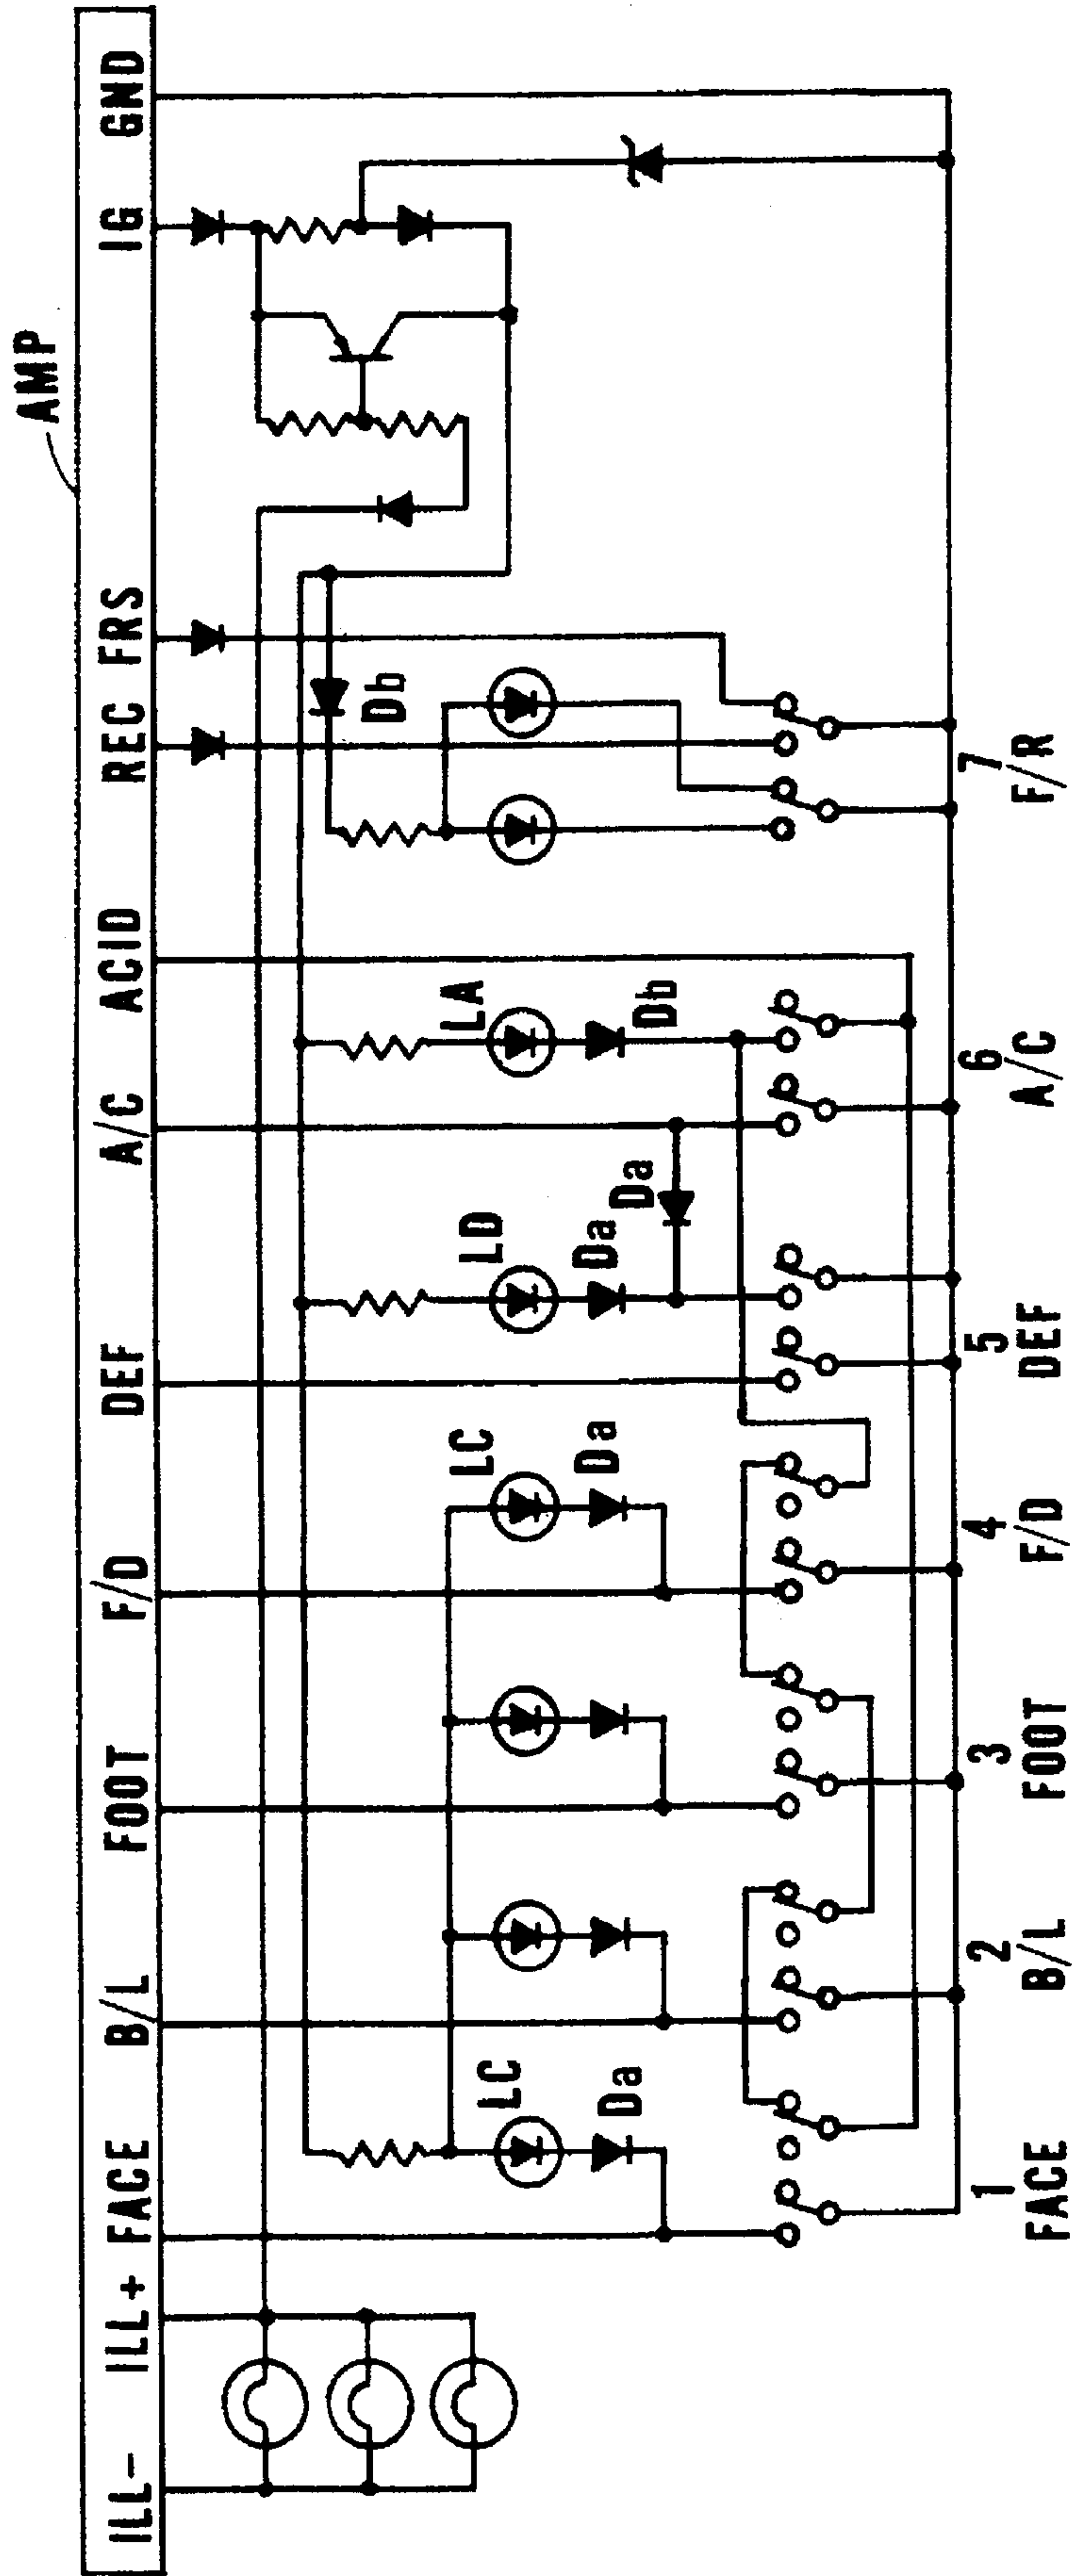 AMP
ILL- ILL+ FACE B/L FOOT F/D DEF A/C ACID REC FRS IG GND
LC
Da
LC
Da
LD
Da
Da
LA
Db
Db
1
FACE
2
B/L
3
FOOT
4
F/D
5
DEF
6
A/C
7
F/R